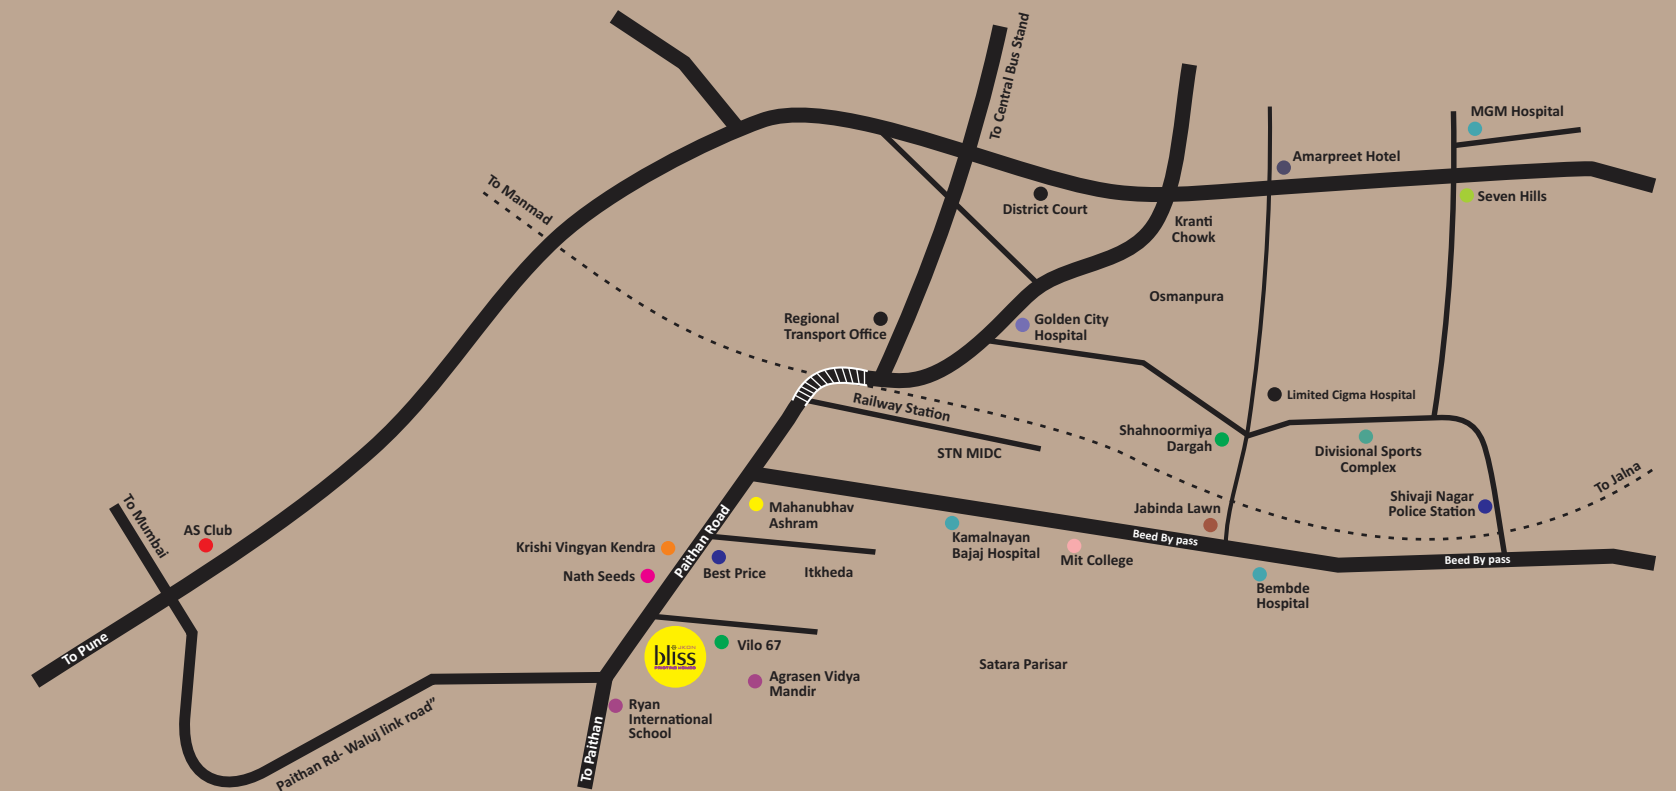 To Central Bus Stand
MGM Hospital
Amarpreet Hotel
Seven Hills
To Manmad
District Court
Kranti
Chowk
Osmanpura
Regional
Transport Office
Golden City
Hospital
Limited Cigma Hospital
Railway Station
Shahnoormiya
Dargah
STN MIDC
Divisional Sports
Complex
To Jalna
Shivaji Nagar
Police Station
To Mumbai
AS Club
Mahanubhav
Ashram
Jabinda Lawn
Paithan Road
Krishi Vingyan Kendra
Kamalnayan
Bajaj Hospital
Beed By pass
Mit College
Beed By pass
Nath Seeds
Best Price
Itkheda
Bembde
Hospital
To Pune
bliss
Vilo 67
Satara Parisar
Agrasen Vidya
Mandir
Ryan
International
School
Paithan Rd- Waluj link road”
To Paithan